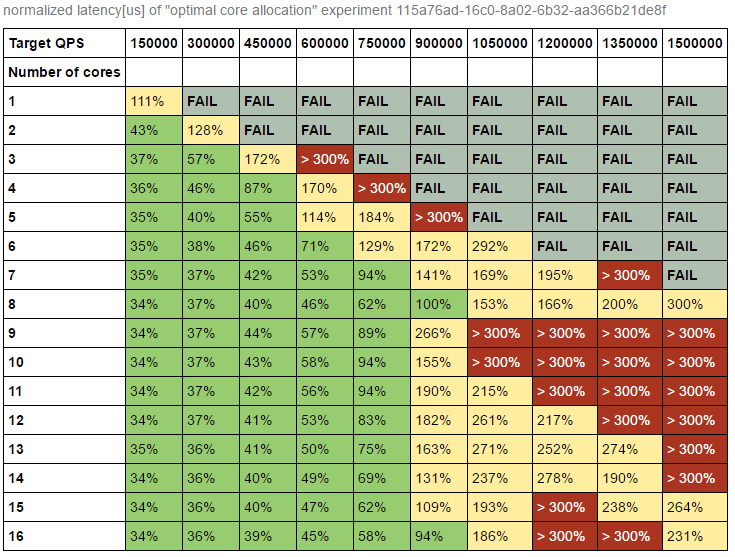 normalized latency[us] of "optimal core allocation" experiment 115a76ad-16c0-8a02-6b32-aa366b21de8f
Target QPS 150000 300000 450000 600000 750000 900000 1050000 1200000 1350000 1500000
Number of cores
1 111% FAIL FAIL FAIL FAIL FAIL FAIL FAIL FAIL FAIL
2 43% 128% FAIL FAIL FAIL FAIL FAIL FAIL FAIL FAIL
3 37% 57% 172% > 300% FAIL FAIL FAIL FAIL FAIL FAIL
4 36% 46% 87% 170% > 300% FAIL FAIL FAIL FAIL FAIL
5 35% 40% 55% 114% 184% > 300% FAIL FAIL FAIL FAIL
6 35% 38% 46% 71% 129% 172% 292% FAIL FAIL FAIL
7 35% 37% 42% 53% 94% 141% 169% 195% > 300% FAIL
8 34% 37% 40% 46% 62% 100% 153% 166% 200% 300%
9 34% 37% 44% 57% 89% 266% > 300% > 300% > 300% > 300%
10 34% 37% 43% 58% 94% 155% > 300% > 300% > 300% > 300%
11 34% 37% 42% 56% 94% 190% 215% > 300% > 300% > 300%
12 34% 37% 41% 53% 83% 182% 261% 217% > 300% > 300%
13 35% 36% 41% 50% 75% 163% 271% 252% 274% > 300%
14 34% 36% 40% 49% 69% 131% 237% 278% 190% > 300%
15 34% 36% 40% 47% 62% 109% 193% > 300% 238% 264%
16 34% 36% 39% 45% 58% 94% 186% > 300% > 300% 231%